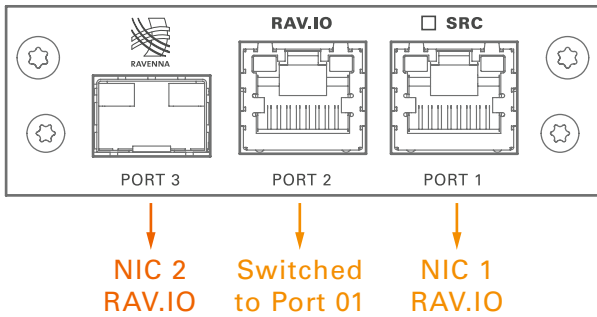 RAV.IO
SRC
RAVENNA
PORT 3
PORT 2
PORT 1
NIC 2
RAV.IO
Switched
to Port 01
NIC 1
RAV.IO